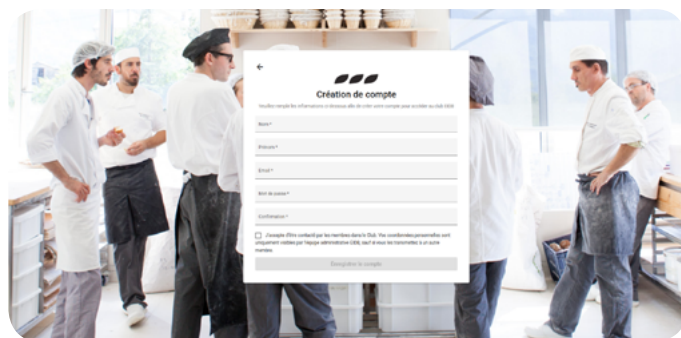 Création de compte
Veuillez remplir les informations ci-dessous afin de créer votre compte pour accéder au club
Nom *
Prénom *
Email *
Mot de passe *
Confirmation *
J'accepte d'être contacté par les membres dans le Club. Vos coordonnées personnelles sont
uniquement visibles par l'équipe administrative sauf si vous les transmettez à un autre
membre.
Enregistrer le compte